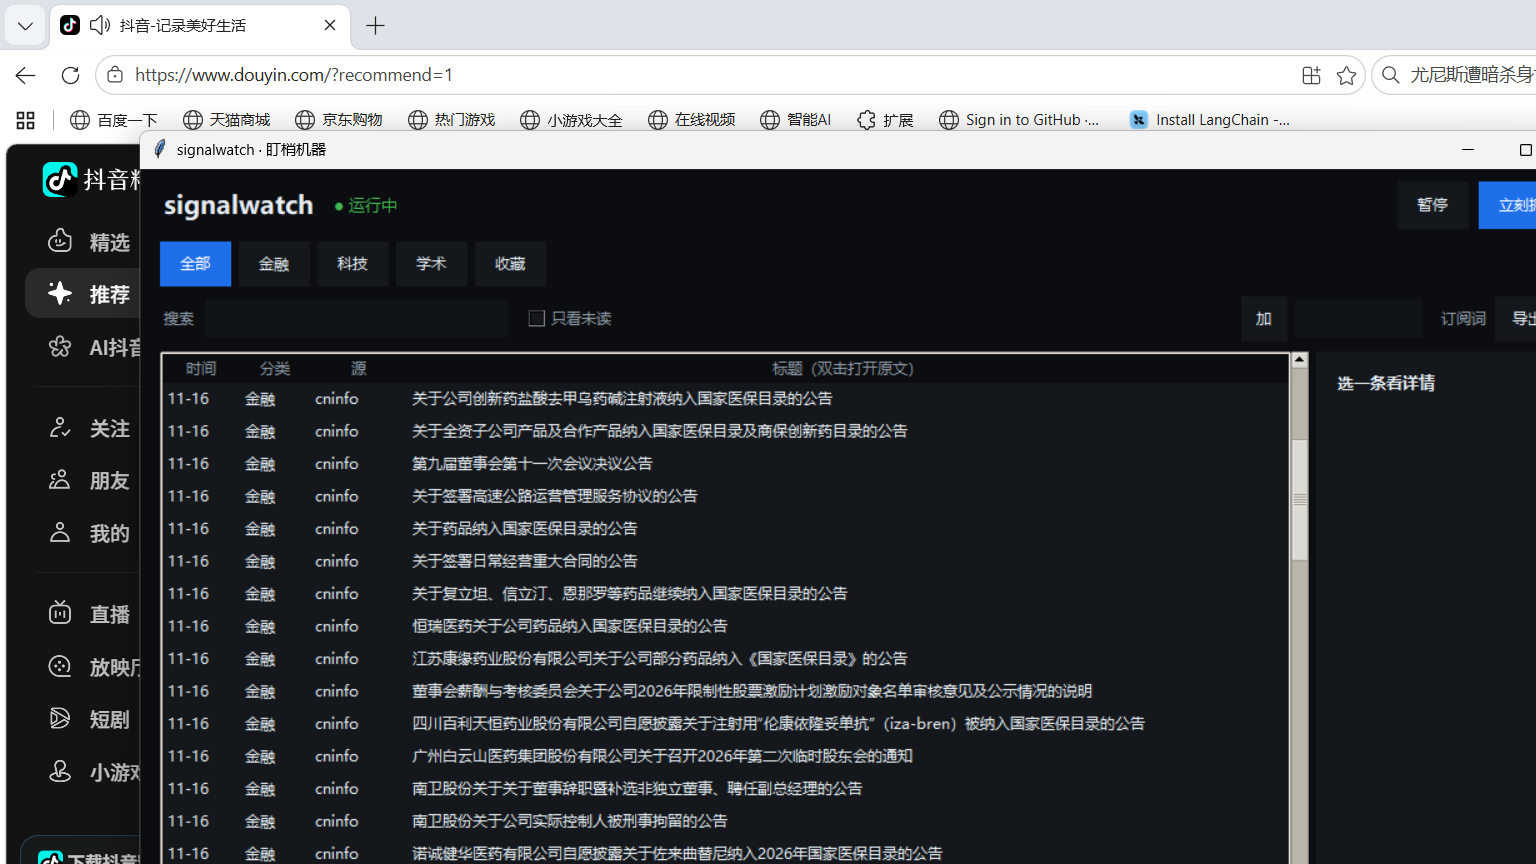 抖音-记录美好生活
https://www.douyin.com/?recommend=1
尤尼斯遭暗杀身
百度一下
天猫商城
京东购物
热门游戏
小游戏大全
在线视频
智能AI
扩展
Sign in to GitHub ·...
Install LangChain -...
signalwatch · 盯梢机器
抖音精
精选
推荐
AI抖音
关注
朋友
我的
直播
放映厅
短剧
小游戏
下载抖音
signalwatch
● 运行中
暂停
立刻抓
全部
金融
科技
学术
收藏
搜索
只看未读
加
订阅词
导出
时间 分类 源 标题（双击打开原文）
11-16 金融 cninfo 关于公司创新药盐酸去甲乌药碱注射液纳入国家医保目录的公告
11-16 金融 cninfo 关于全资子公司产品及合作产品纳入国家医保目录及商保创新药目录的公告
11-16 金融 cninfo 第九届董事会第十一次会议决议公告
11-16 金融 cninfo 关于签署高速公路运营管理服务协议的公告
11-16 金融 cninfo 关于药品纳入国家医保目录的公告
11-16 金融 cninfo 关于签署日常经营重大合同的公告
11-16 金融 cninfo 关于复立坦、信立汀、恩那罗等药品继续纳入国家医保目录的公告
11-16 金融 cninfo 恒瑞医药关于公司药品纳入国家医保目录的公告
11-16 金融 cninfo 江苏康缘药业股份有限公司关于公司部分药品纳入《国家医保目录》的公告
11-16 金融 cninfo 董事会薪酬与考核委员会关于公司2026年限制性股票激励计划激励对象名单审核意见及公示情况的说明
11-16 金融 cninfo 四川百利天恒药业股份有限公司自愿披露关于注射用“伦康依隆妥单抗”（iza-bren）被纳入国家医保目录的公告
11-16 金融 cninfo 广州白云山医药集团股份有限公司关于召开2026年第二次临时股东会的通知
11-16 金融 cninfo 南卫股份关于关于董事辞职暨补选非独立董事、聘任副总经理的公告
11-16 金融 cninfo 南卫股份关于公司实际控制人被刑事拘留的公告
11-16 金融 cninfo 诺诚健华医药有限公司自愿披露关于佐来曲替尼纳入2026年国家医保目录的公告
选一条看详情